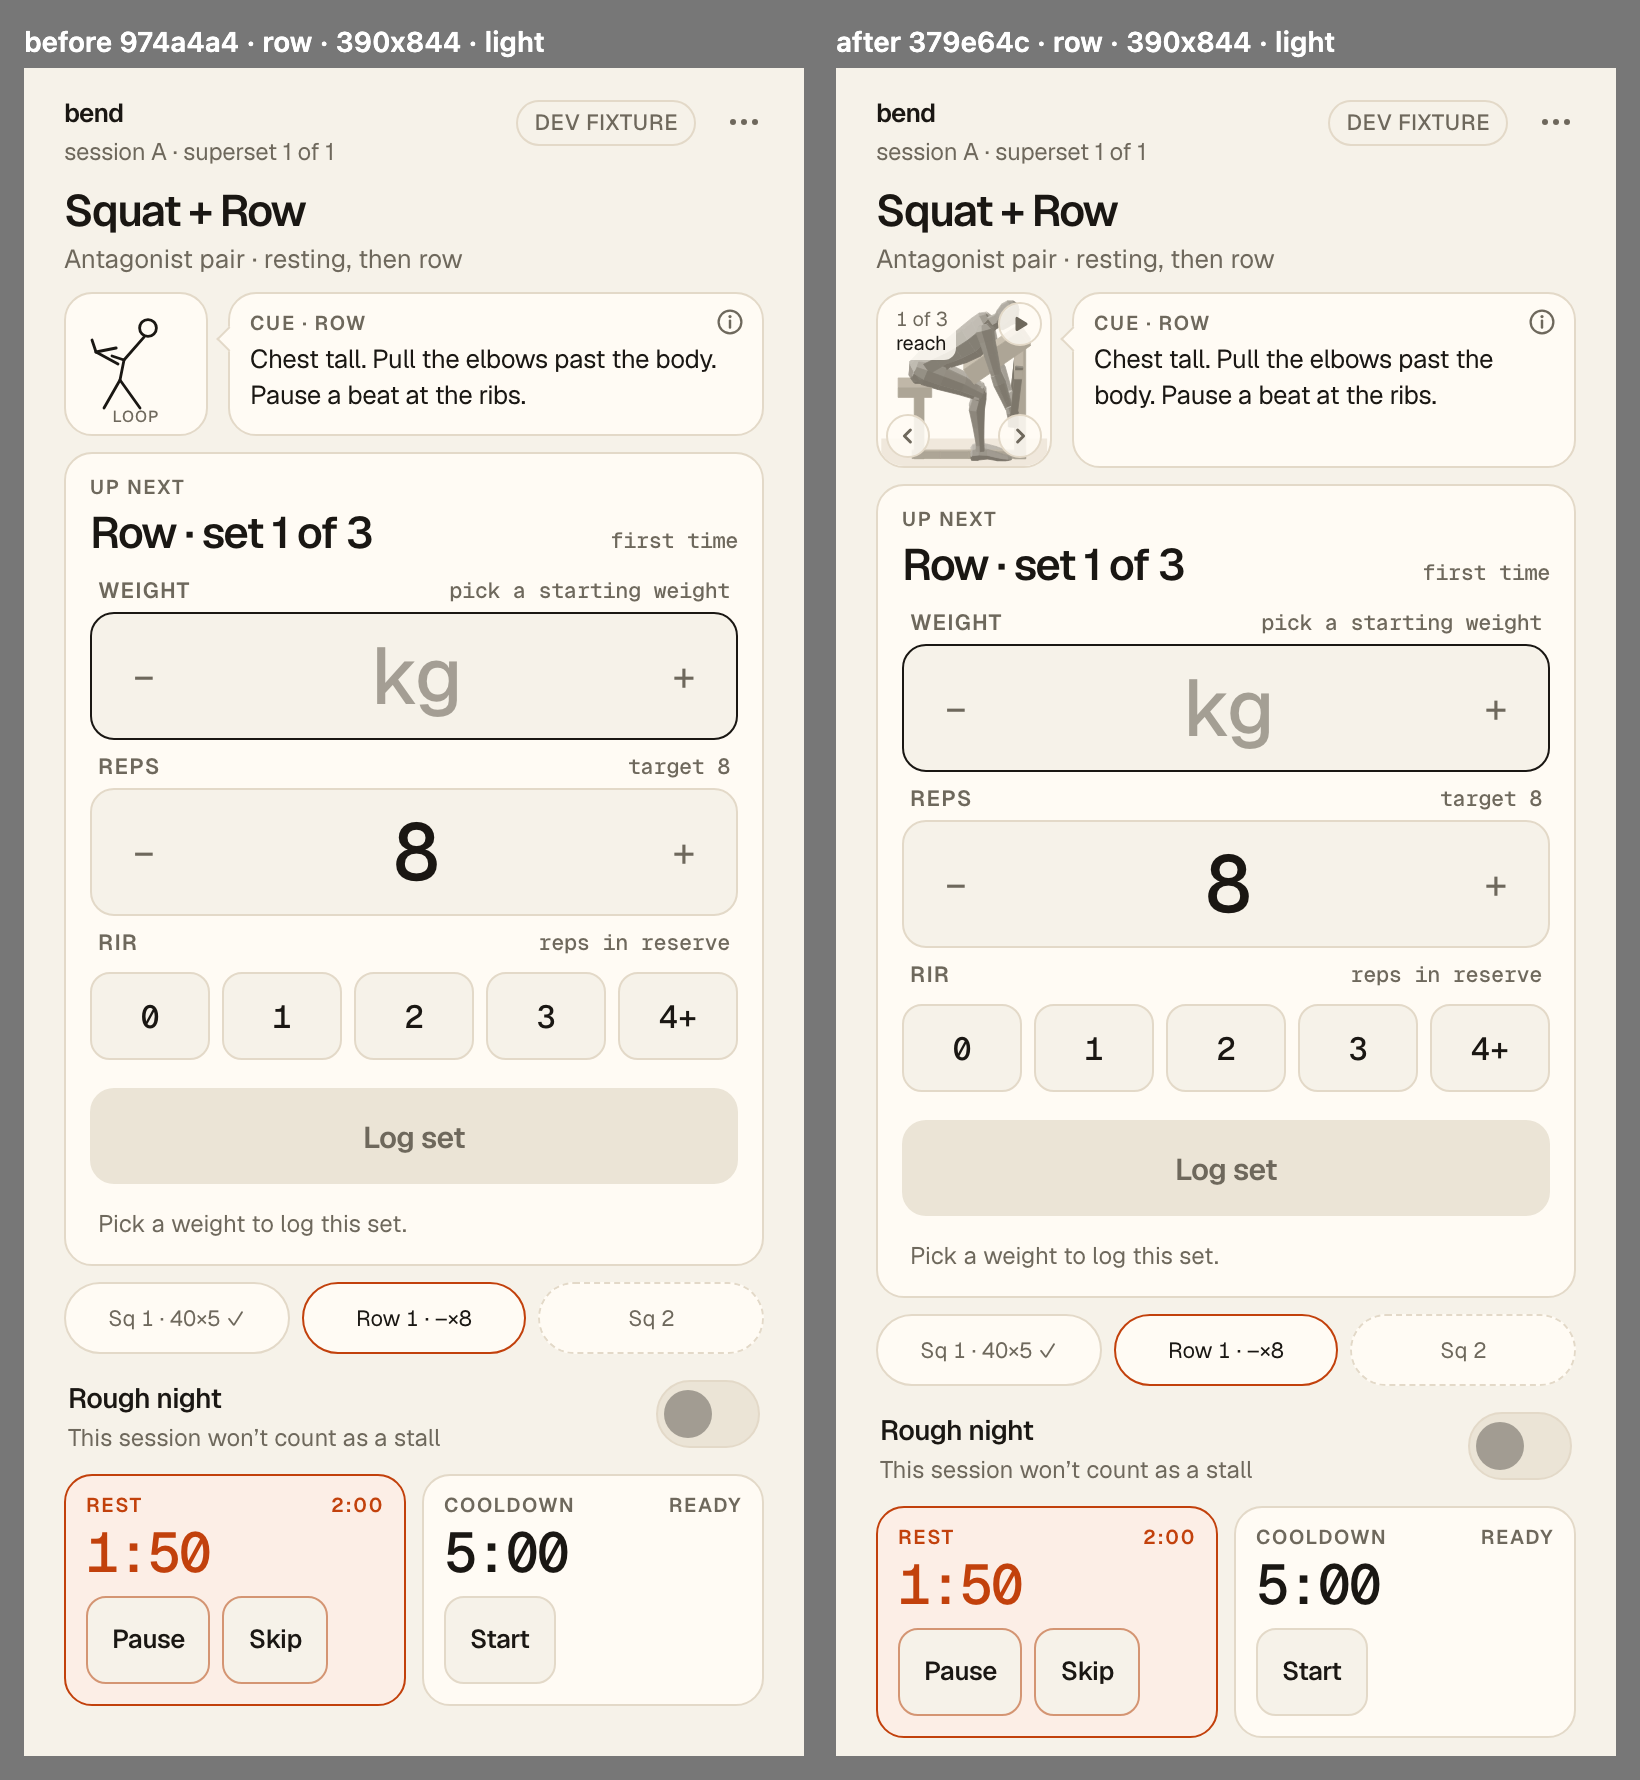 before 974a4a4 · row · 390x844 · light
bend
DEV FIXTURE
session A · superset 1 of 1
Squat + Row
Antagonist pair · resting, then row
LOOP
CUE · ROW
Chest tall. Pull the elbows past the body.
Pause a beat at the ribs.
UP NEXT
Row · set 1 of 3
first time
WEIGHT
pick a starting weight
− kg +
REPS
target 8
− 8 +
RIR
reps in reserve
0 1 2 3 4+
Log set
Pick a weight to log this set.
Sq 1 · 40×5 ✓
Row 1 · –×8
Sq 2
Rough night
This session won’t count as a stall
REST 2:00
1:50
Pause Skip
COOLDOWN READY
5:00
Start
after 379e64c · row · 390x844 · light
bend
DEV FIXTURE
session A · superset 1 of 1
Squat + Row
Antagonist pair · resting, then row
1 of 3
reach
CUE · ROW
Chest tall. Pull the elbows past the
body. Pause a beat at the ribs.
UP NEXT
Row · set 1 of 3
first time
WEIGHT
pick a starting weight
− kg +
REPS
target 8
− 8 +
RIR
reps in reserve
0 1 2 3 4+
Log set
Pick a weight to log this set.
Sq 1 · 40×5 ✓
Row 1 · –×8
Sq 2
Rough night
This session won’t count as a stall
REST 2:00
1:50
Pause Skip
COOLDOWN READY
5:00
Start